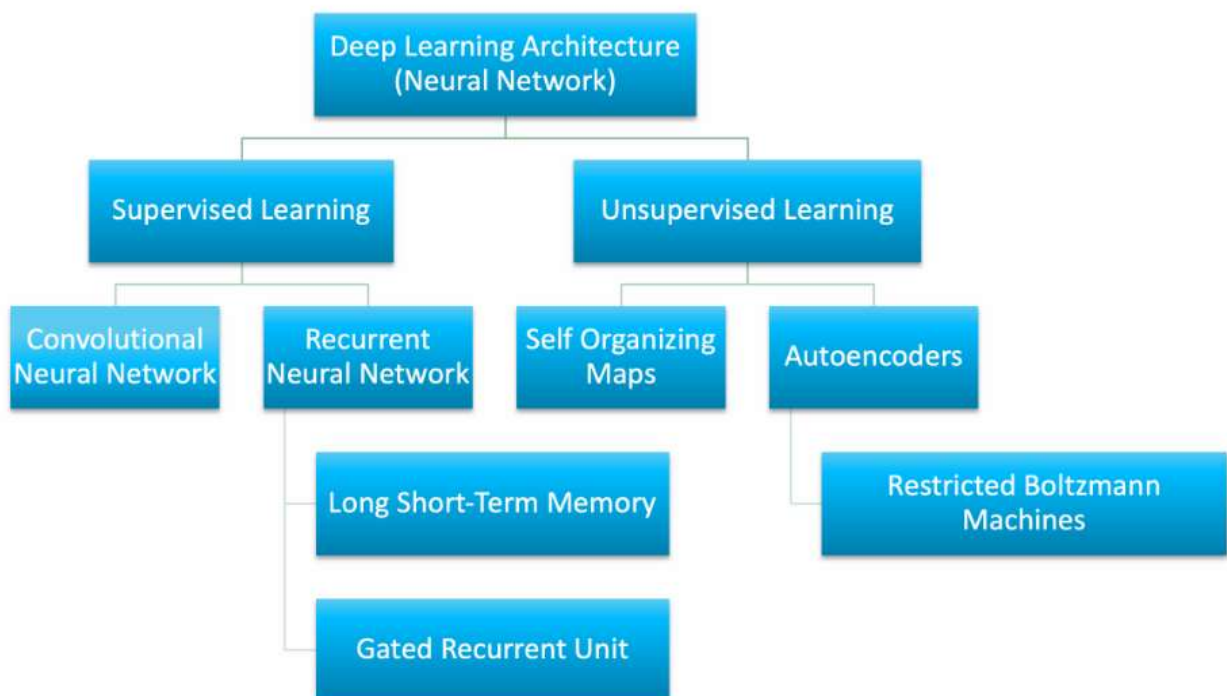 Deep Learning Architecture
(Neural Network)
Supervised Learning
Unsupervised Learning
Convolutional
Neural Network
Recurrent
Neural Network
Self Organizing
Maps
Autoencoders
Long Short-Term Memory
Restricted Boltzmann
Machines
Gated Recurrent Unit